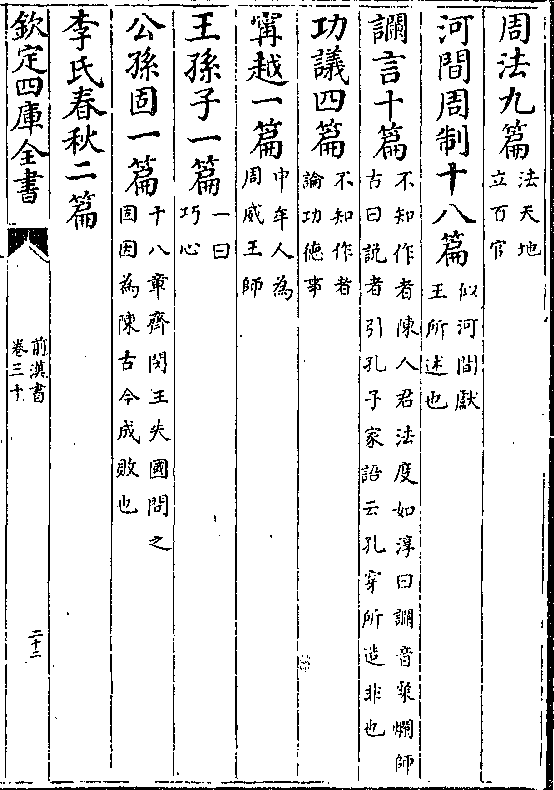 周法九篇法天地立百官
河間周制十八篇似河間獻王所述也
讕言十篇不知作者陳人君法度如淳曰讕音粲爛師古曰説者引孔子家語云孔穿所造非也
功議四篇不知作者論功徳事
甯越一篇中牟人為周威王師
王孫子一篇一曰巧心
公孫固一篇十八章齊閔王失國問之固因為陳古今成敗也
李氏春秋二篇
欽定四庫全書 前漢書卷三十 二十二